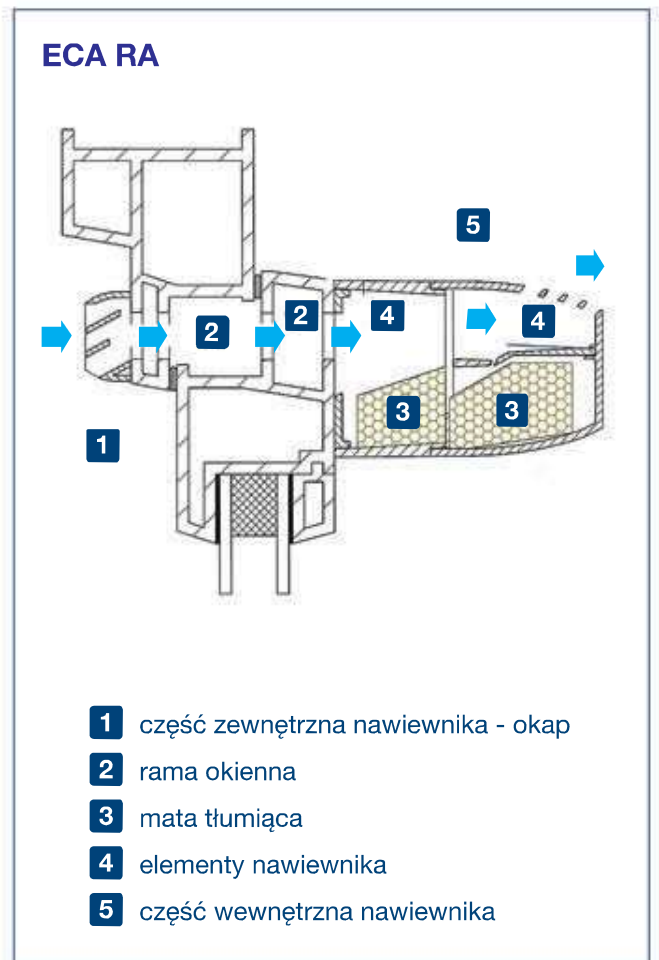 ECA RA
5
2
2
4
4
3
3
1
1 część zewnętrzna nawiewnika - okap
2 rama okienna
3 mata tłumiąca
4 elementy nawiewnika
5 część wewnętrzna nawiewnika